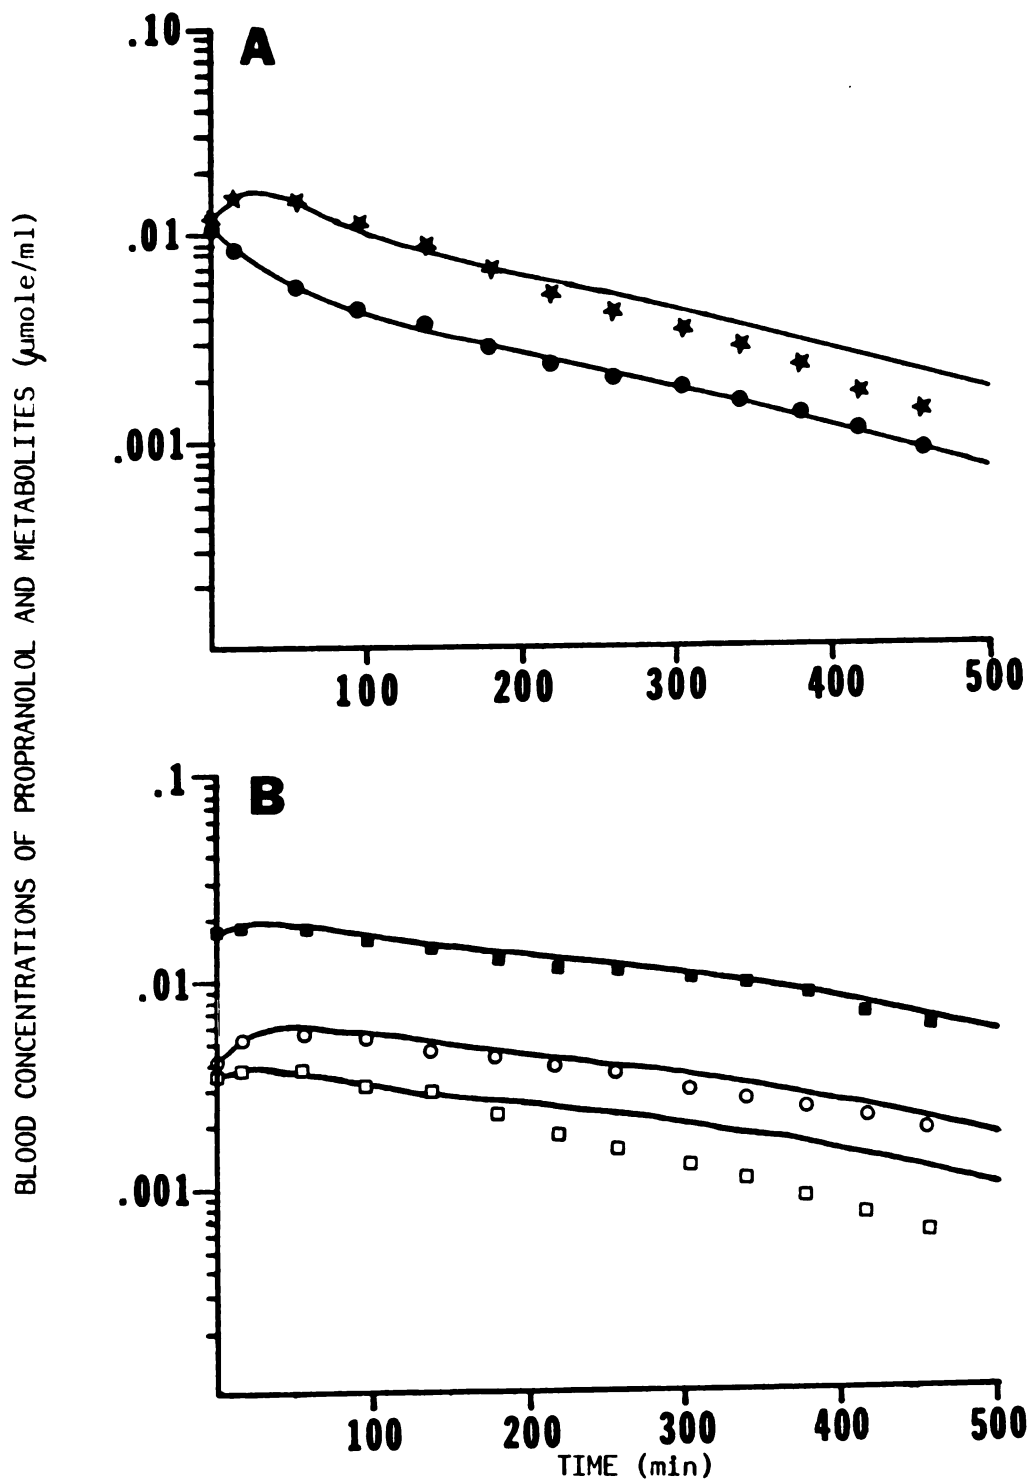 BLOOD CONCENTRATIONS OF PROPRANOLOL AND METABOLITES (μmole/ml)
A
.10
.01
.001
100 200 300 400 500
B
.1
.01
.001
100 200 300 400 500
TIME (min)